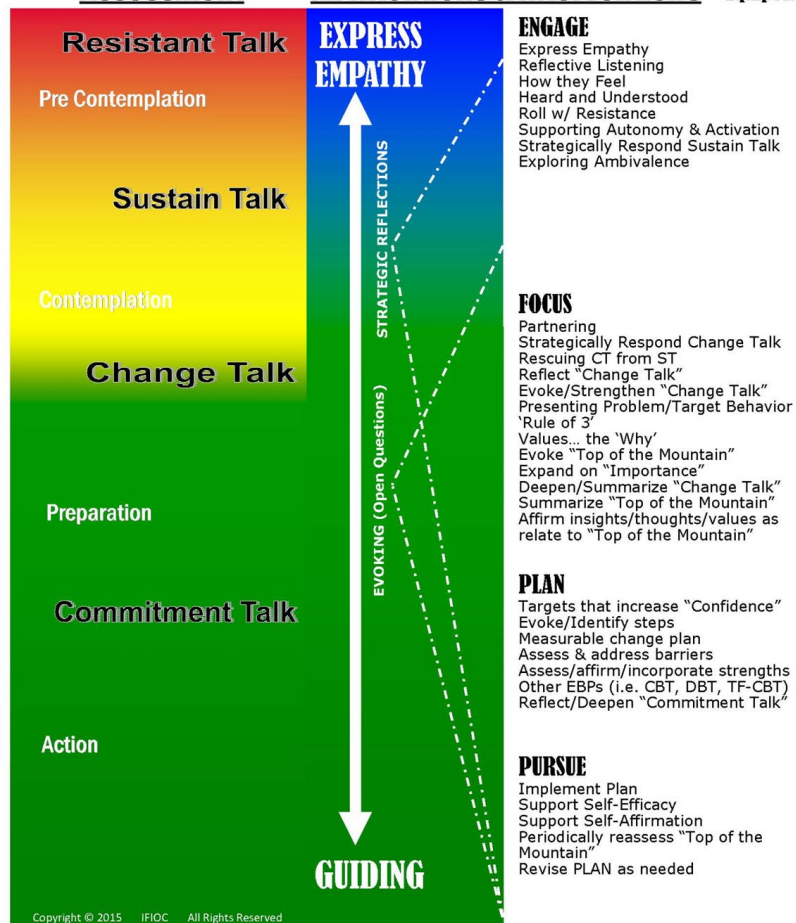 Resistant Talk
Pre Contemplation
Sustain Talk
Contemplation
Change Talk
Preparation
Commitment Talk
Action
Copyright © 2015 IFIOC All Rights Reserved
EXPRESS
EMPATHY
STRATEGIC REFLECTIONS
EVOKING (Open Questions)
GUIDING
ENGAGE
Express Empathy
Reflective Listening
How they Feel
Heard and Understood
Roll w/ Resistance
Supporting Autonomy & Activation
Strategically Respond Sustain Talk
Exploring Ambivalence
FOCUS
Partnering
Strategically Respond Change Talk
Rescuing CT from ST
Reflect “Change Talk”
Evoke/Strengthen “Change Talk”
Presenting Problem/Target Behavior
‘Rule of 3’
Values… the ‘Why’
Evoke “Top of the Mountain”
Expand on “Importance”
Deepen/Summarize “Change Talk”
Summarize “Top of the Mountain”
Affirm insights/thoughts/values as
relate to “Top of the Mountain”
PLAN
Targets that increase “Confidence”
Evoke/Identify steps
Measurable change plan
Assess & address barriers
Assess/affirm/incorporate strengths
Other EBPs (i.e. CBT, DBT, TF-CBT)
Reflect/Deepen “Commitment Talk”
PURSUE
Implement Plan
Support Self-Efficacy
Support Self-Affirmation
Periodically reassess “Top of the
Mountain”
Revise PLAN as needed